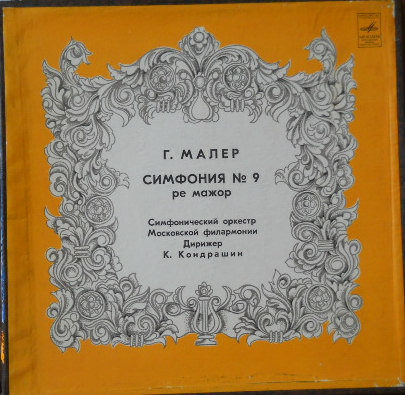 Г. МАЛЕР
СИМФОНИЯ № 9
ре мажор
Симфонический оркестр
Московской филармонии
Дирижер
К. Кондрашин